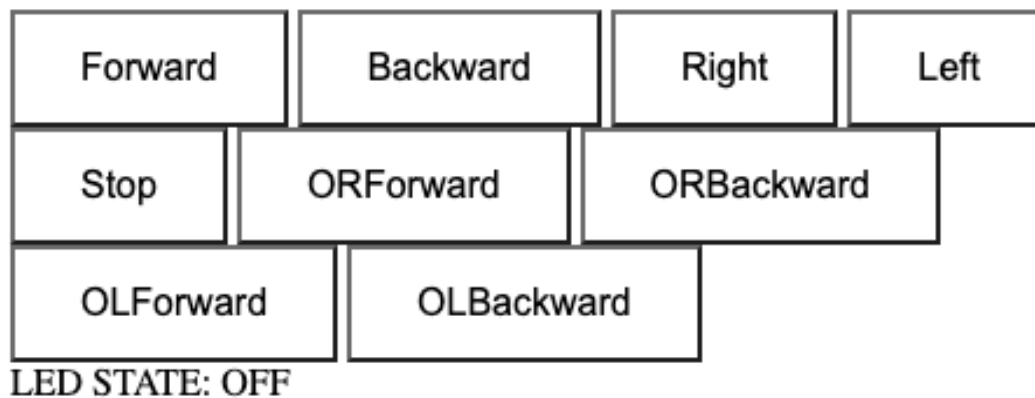 Forward Backward Right Left
Stop ORForward ORBackward
OLForward OLBackward
LED STATE: OFF